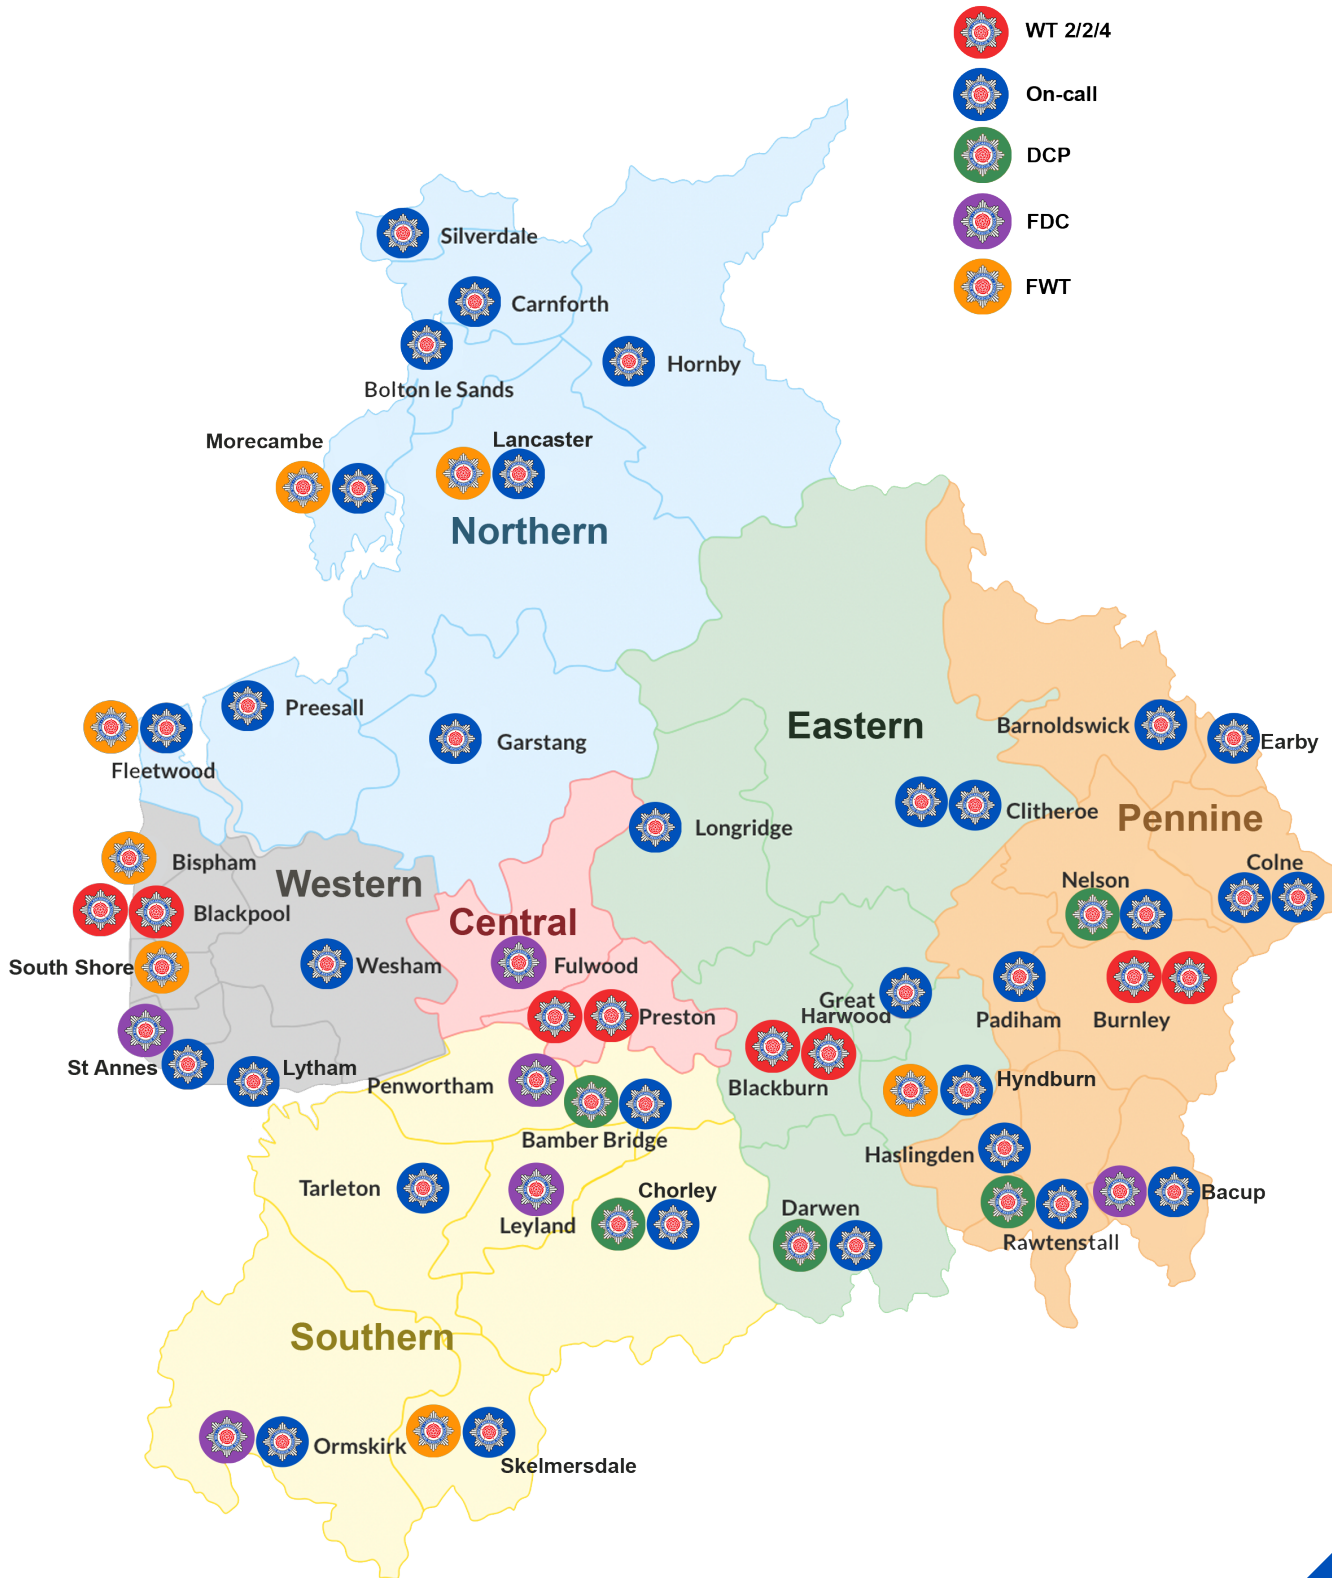 WT 2/2/4
On-call
DCP
FDC
FWT
Silverdale
Carnforth
Bolton le Sands
Hornby
Morecambe
Lancaster
Northern
Preesall
Garstang
Fleetwood
Eastern
Barnoldswick
Earby
Clitheroe
Pennine
Longridge
Bispham
Western
Blackpool
Central
Nelson
Colne
South Shore
Wesham
Fulwood
Preston
Great
Harwood
Padiham
Burnley
St Annes
Lytham
Penwortham
Blackburn
Hyndburn
Bamber Bridge
Haslingden
Tarleton
Leyland
Chorley
Darwen
Bacup
Rawtenstall
Southern
Ormskirk
Skelmersdale